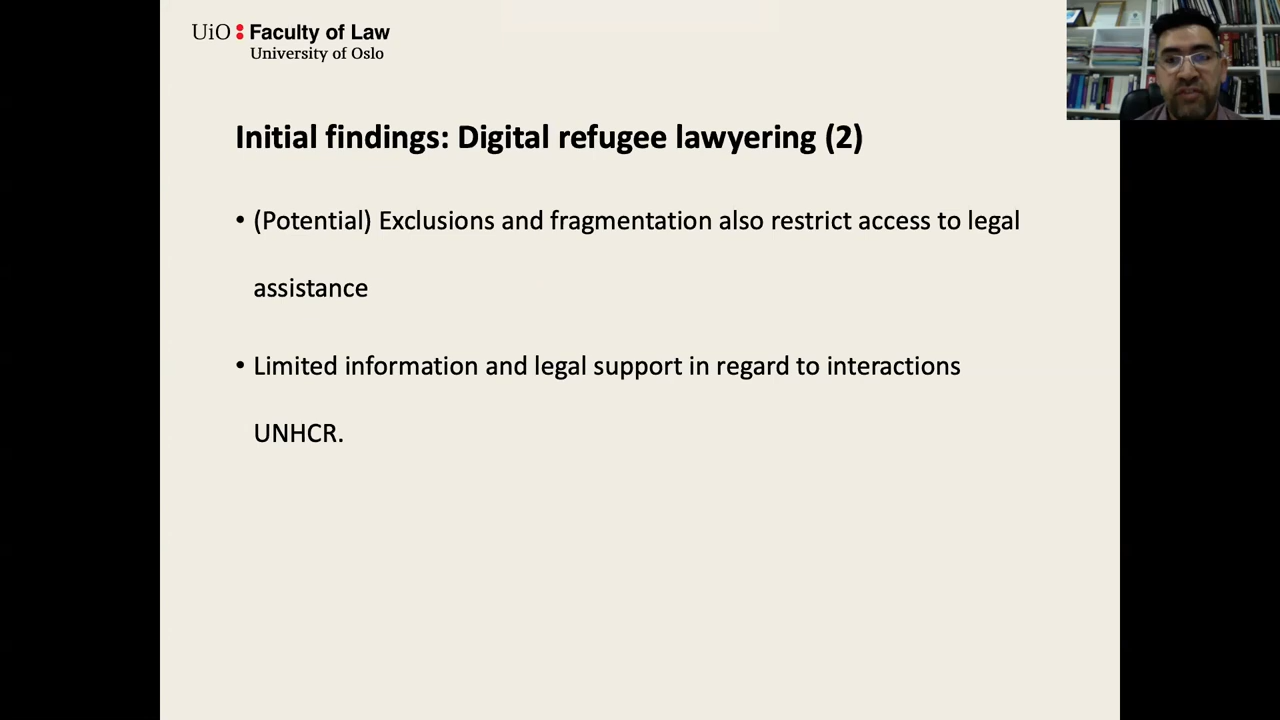 UiO : Faculty of Law
University of Oslo
Initial findings: Digital refugee lawyering (2)
• (Potential) Exclusions and fragmentation also restrict access to legal
assistance
• Limited information and legal support in regard to interactions
UNHCR.